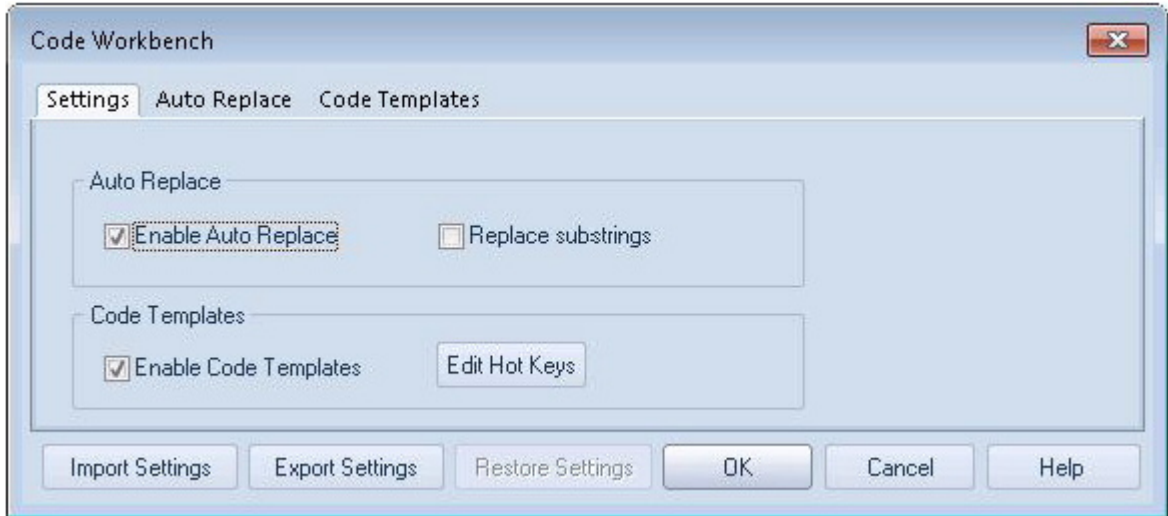 Code Workbench
Settings Auto Replace Code Templates
Auto Replace
Enable Auto Replace Replace substrings
Code Templates
Enable Code Templates Edit Hot Keys
Import Settings Export Settings Restore Settings OK Cancel Help